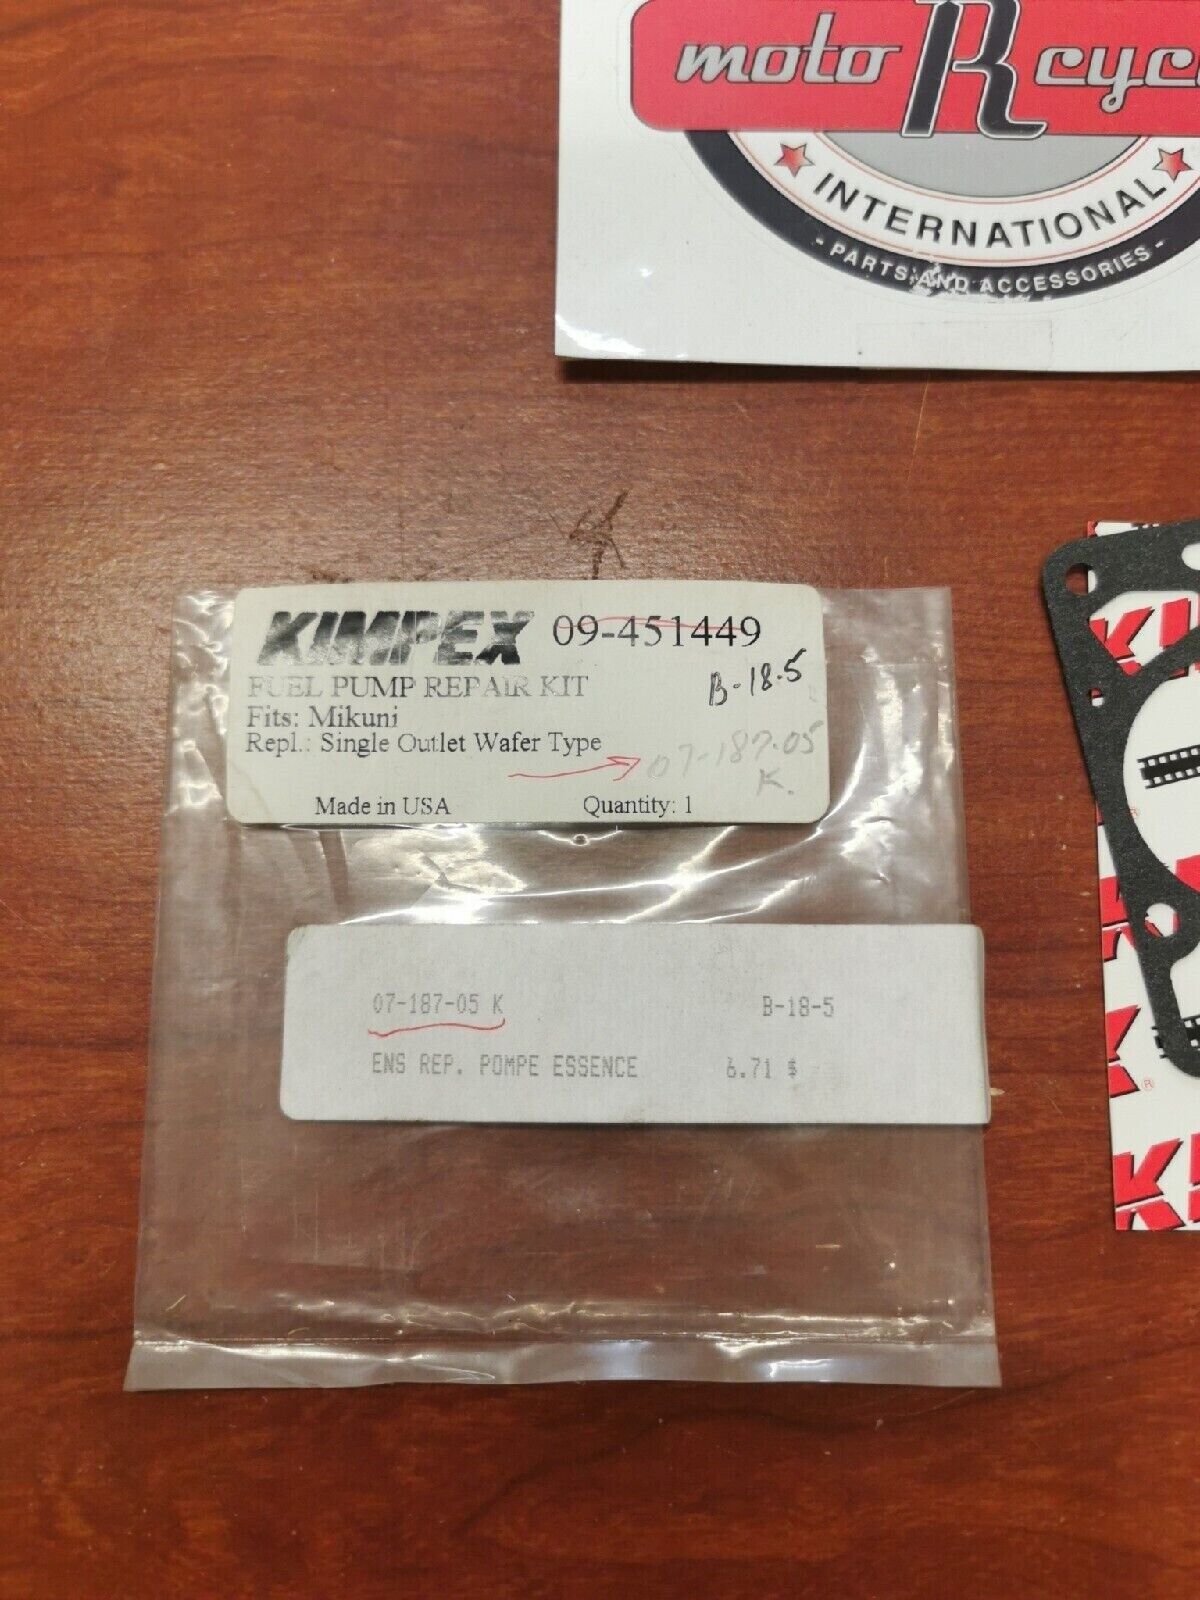 moto R cyc
INTERNATIONAL
- PARTS AND ACCESSORIES -
KIMPEX 09-451449
FUEL PUMP REPAIR KIT
B-18.5
Fits: Mikuni
Repl.: Single Outlet Wafer Type
07-187-05
K.
Made in USA Quantity: 1
07-187-05 K B-18-5
ENS REP. POMPE ESSENCE 6.71 $